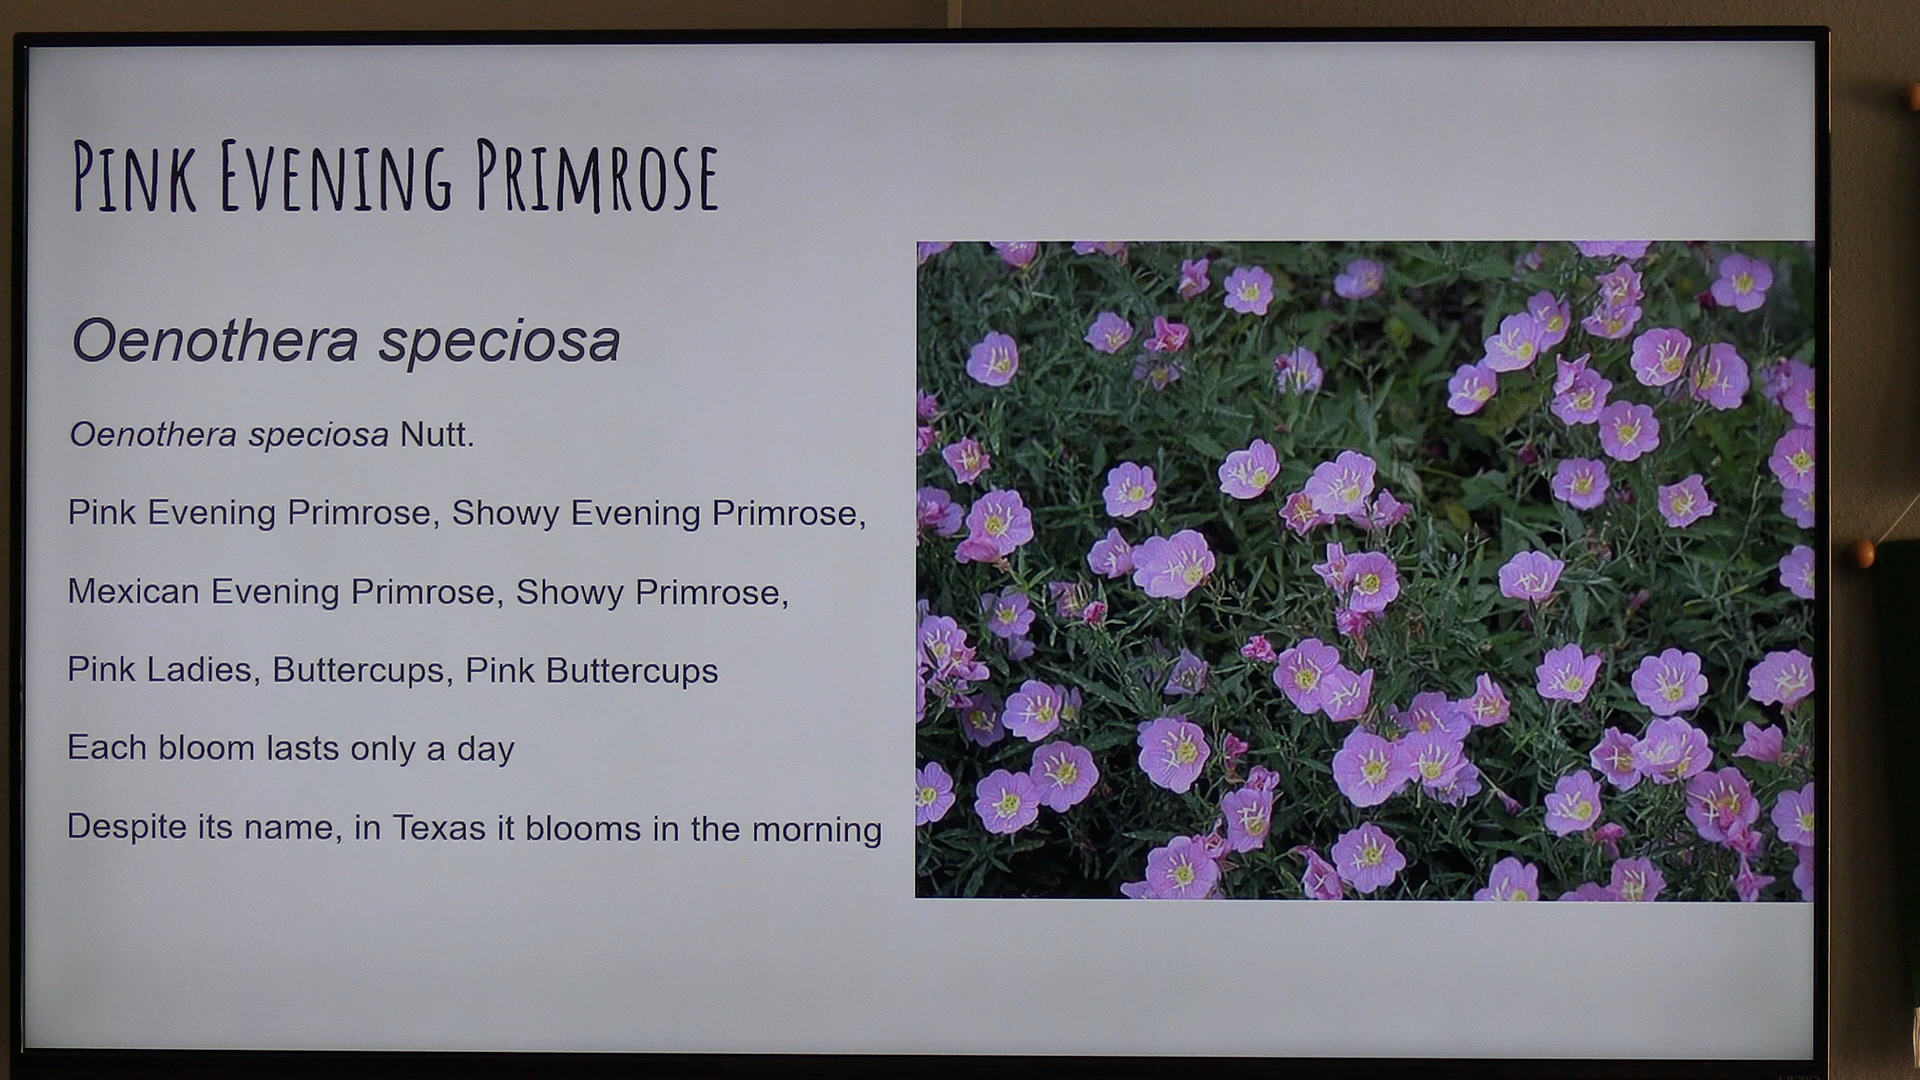 PINK EVENING PRIMROSE
Oenothera speciosa
Oenothera speciosa Nutt.
Pink Evening Primrose, Showy Evening Primrose,
Mexican Evening Primrose, Showy Primrose,
Pink Ladies, Buttercups, Pink Buttercups
Each bloom lasts only a day
Despite its name, in Texas it blooms in the morning
VIZIO